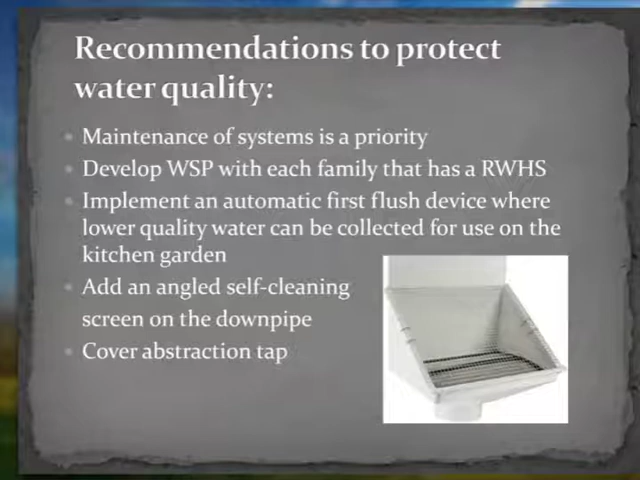 Recommendations to protect
water quality:
Maintenance of systems is a priority
Develop WSP with each family that has a RWHS
Implement an automatic first flush device where
lower quality water can be collected for use on the
kitchen garden
Add an angled self-cleaning
screen on the downpipe
Cover abstraction tap